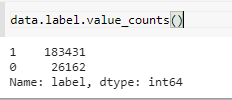 data.label.value_counts()
1    183431
0     26162
Name: label, dtype: int64